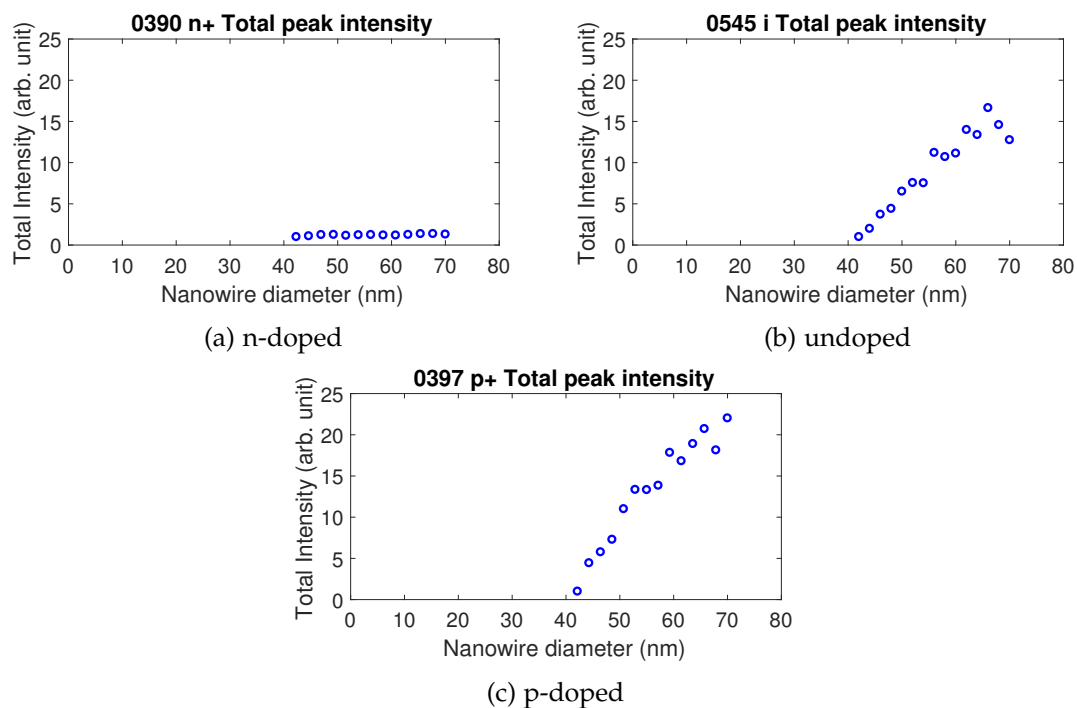 0390 n+ Total peak intensity
Total Intensity (arb. unit)
25
20
15
10
5
0
0 10 20 30 40 50 60 70 80
Nanowire diameter (nm)
(a) n-doped
0545 i Total peak intensity
Total Intensity (arb. unit)
25
20
15
10
5
0
0 10 20 30 40 50 60 70 80
Nanowire diameter (nm)
(b) undoped
0397 p+ Total peak intensity
Total Intensity (arb. unit)
25
20
15
10
5
0
0 10 20 30 40 50 60 70 80
Nanowire diameter (nm)
(c) p-doped